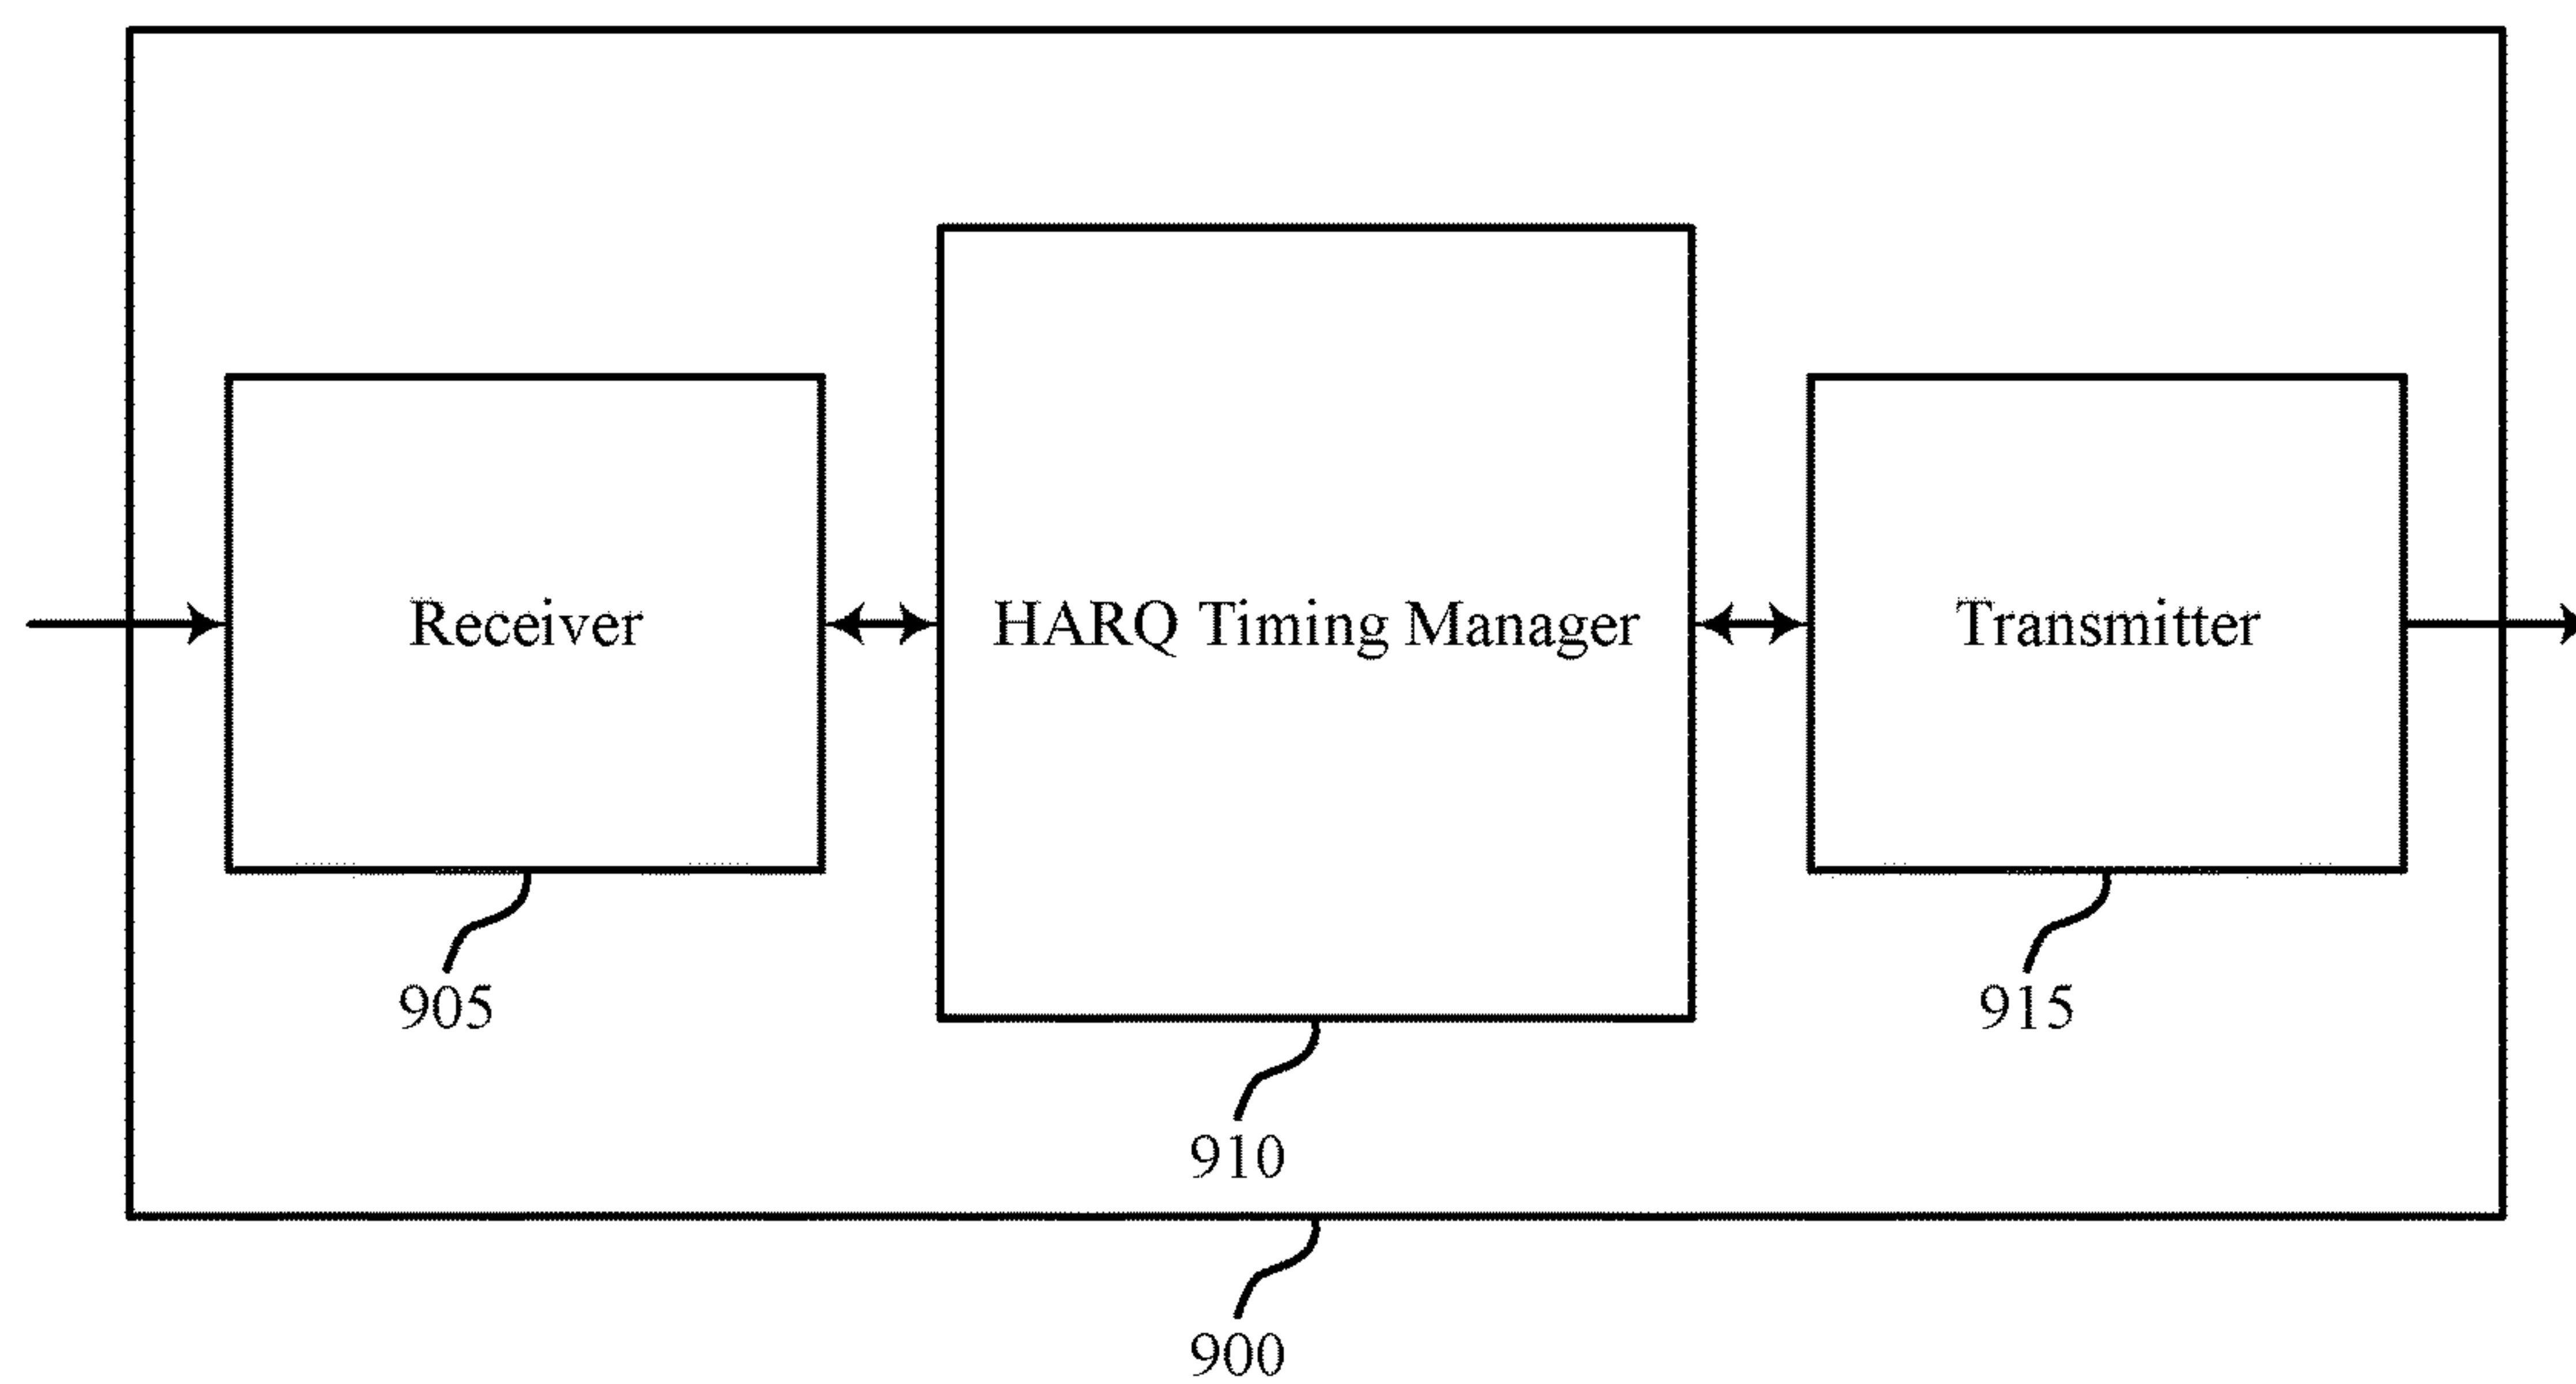 Receiver
HARQ Timing Manager
Transmitter
905
915
910
900